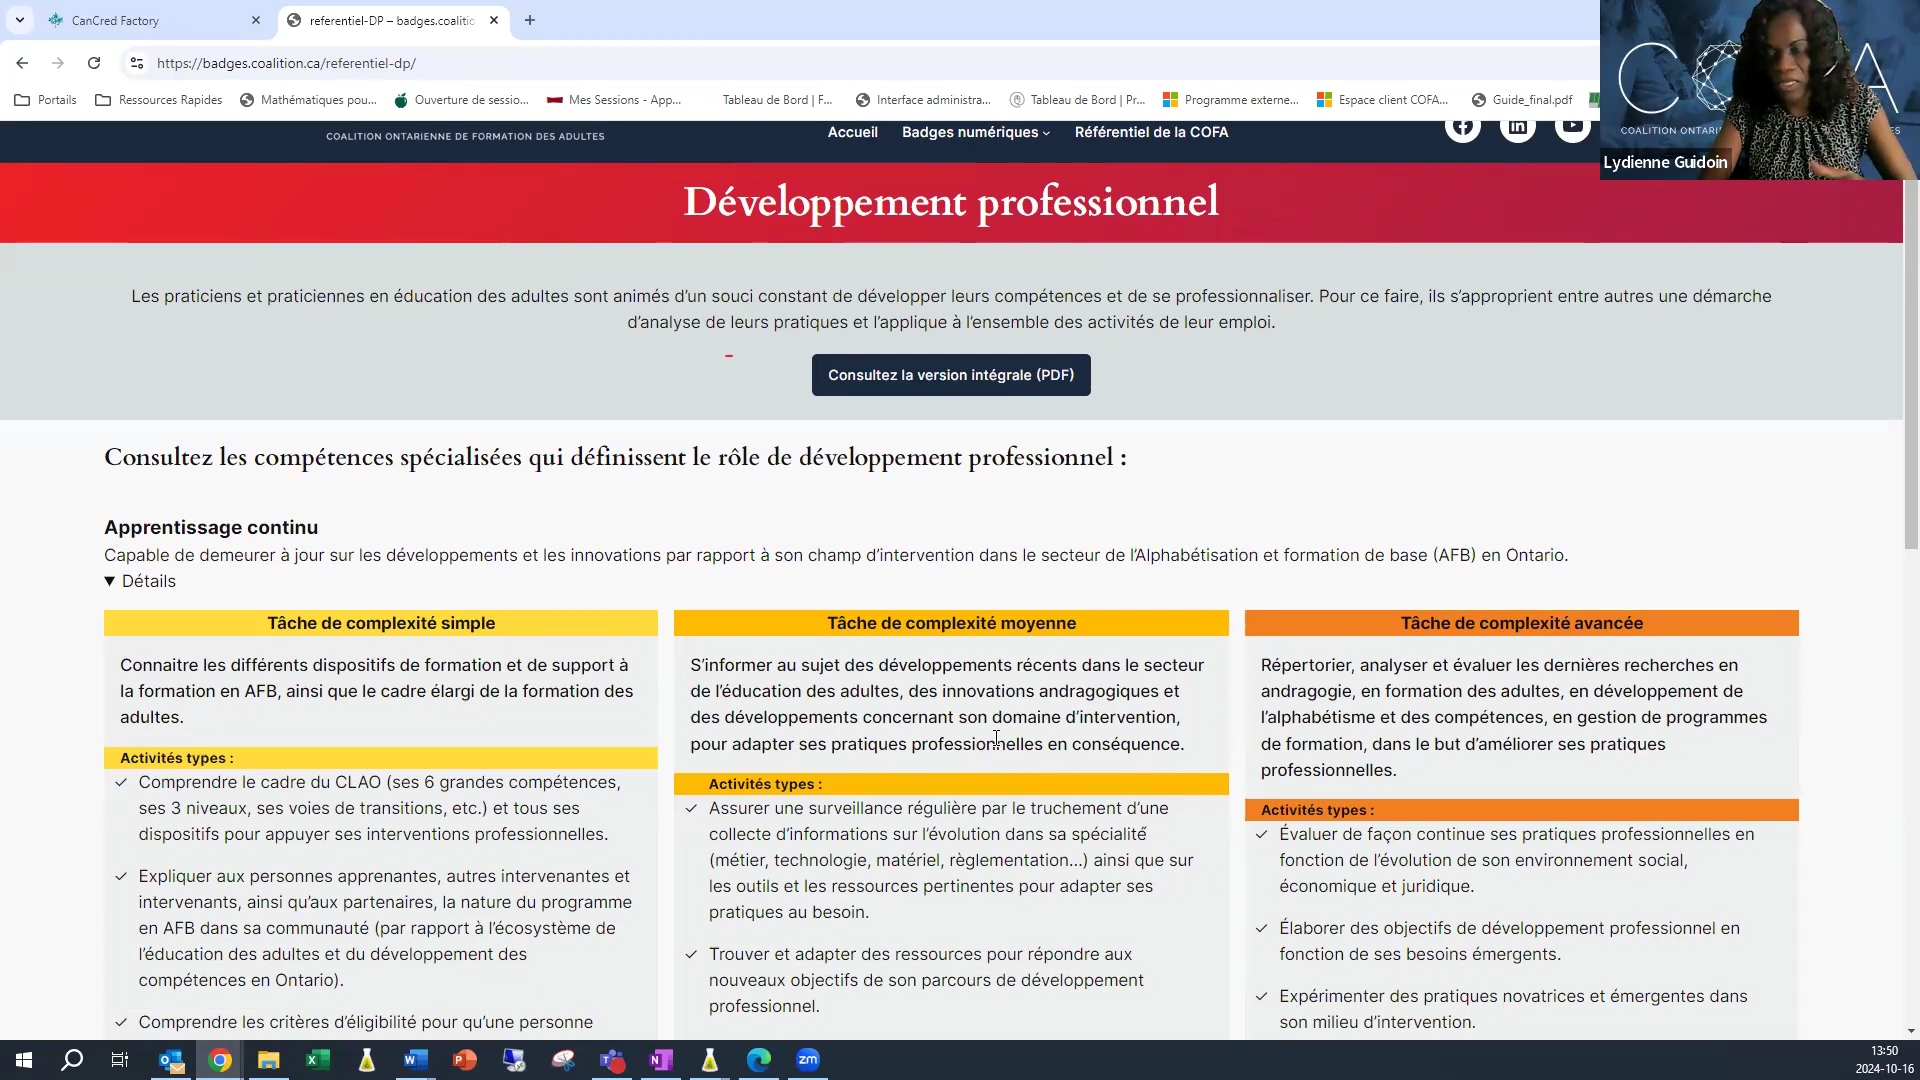 CanCred Factory
referentiel-DP – badges.coalitio
https://badges.coalition.ca/referentiel-dp/
Portails
Ressources Rapides
Mathématiques pou...
Ouverture de sessio...
Mes Sessions - App...
Tableau de Bord | F...
Interface administra...
Tableau de Bord | Pr...
Programme externe...
Espace client COFA...
Guide_final.pdf
COALITION ONTARI
ES
Lydienne Guidoin
COALITION ONTARIENNE DE FORMATION DES ADULTES
Accueil
Badges numériques
Référentiel de la COFA
Développement professionnel
Les praticiens et praticiennes en éducation des adultes sont animés d’un souci constant de développer leurs compétences et de se professionnaliser. Pour ce faire, ils s’approprient entre autres une démarche
d’analyse de leurs pratiques et l’applique à l’ensemble des activités de leur emploi.
Consultez la version intégrale (PDF)
Consultez les compétences spécialisées qui définissent le rôle de développement professionnel :
Apprentissage continu
Capable de demeurer à jour sur les développements et les innovations par rapport à son champ d’intervention dans le secteur de l’Alphabétisation et formation de base (AFB) en Ontario.
▼ Détails
Tâche de complexité simple
Connaitre les différents dispositifs de formation et de support à
la formation en AFB, ainsi que le cadre élargi de la formation des
adultes.
Activités types :
Comprendre le cadre du CLAO (ses 6 grandes compétences,
ses 3 niveaux, ses voies de transitions, etc.) et tous ses
dispositifs pour appuyer ses interventions professionnelles.
Expliquer aux personnes apprenantes, autres intervenantes et
intervenants, ainsi qu’aux partenaires, la nature du programme
en AFB dans sa communauté (par rapport à l’écosystème de
l’éducation des adultes et du développement des
compétences en Ontario).
Comprendre les critères d’éligibilité pour qu’une personne
Tâche de complexité moyenne
S’informer au sujet des développements récents dans le secteur
de l’éducation des adultes, des innovations andragogiques et
des développements concernant son domaine d’intervention,
pour adapter ses pratiques professionnelles en conséquence.
Activités types :
Assurer une surveillance régulière par le truchement d’une
collecte d’informations sur l’évolution dans sa spécialité
(métier, technologie, matériel, règlementation…) ainsi que sur
les outils et les ressources pertinentes pour adapter ses
pratiques au besoin.
Trouver et adapter des ressources pour répondre aux
nouveaux objectifs de son parcours de développement
professionnel.
Tâche de complexité avancée
Répertorier, analyser et évaluer les dernières recherches en
andragogie, en formation des adultes, en développement de
l’alphabétisme et des compétences, en gestion de programmes
de formation, dans le but d’améliorer ses pratiques
professionnelles.
Activités types :
Évaluer de façon continue ses pratiques professionnelles en
fonction de l’évolution de son environnement social,
économique et juridique.
Élaborer des objectifs de développement professionnel en
fonction de ses besoins émergents.
Expérimenter des pratiques novatrices et émergentes dans
son milieu d’intervention.
13:50
2024-10-16